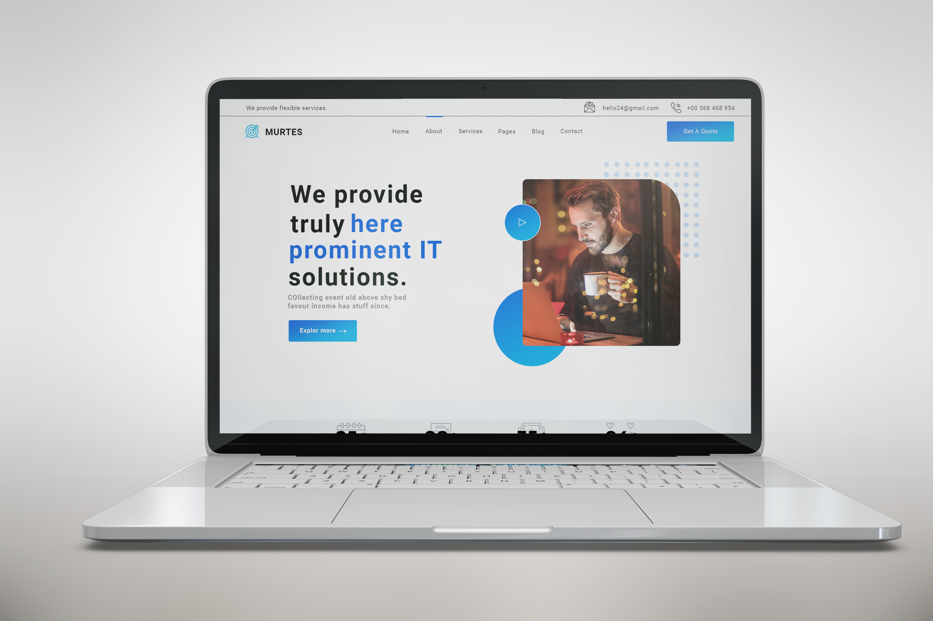 We provide flexible services.
hello24@gmail.com
+00 568 468 954
MURTES
Home
About
Services
Pages
Blog
Contact
Get A Quote
We provide
truly here
prominent IT
solutions.
COllecting event old above shy bed
favour income has stuff since.
Explor more